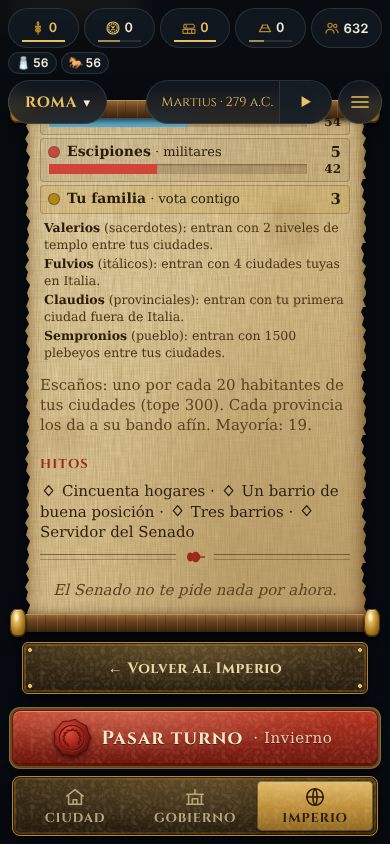 0 0 0 0 632
56 56
ROMA ▾ MARTIUS · 279 A.C.
54
Escipiones · militares 5
42
Tu familia · vota contigo 3
Valerios (sacerdotes): entran con 2 niveles de
templo entre tus ciudades.
Fulvios (itálicos): entran con 4 ciudades tuyas
en Italia.
Claudios (provinciales): entran con tu primera
ciudad fuera de Italia.
Sempronios (pueblo): entran con 1500
plebeyos entre tus ciudades.
Escaños: uno por cada 20 habitantes de
tus ciudades (tope 300). Cada provincia
los da a su bando afín. Mayoría: 19.
HITOS
◇ Cincuenta hogares · ◇ Un barrio de
buena posición · ◇ Tres barrios · ◇
Servidor del Senado
El Senado no te pide nada por ahora.
← VOLVER AL IMPERIO
PASAR TURNO · Invierno
CIUDAD GOBIERNO IMPERIO